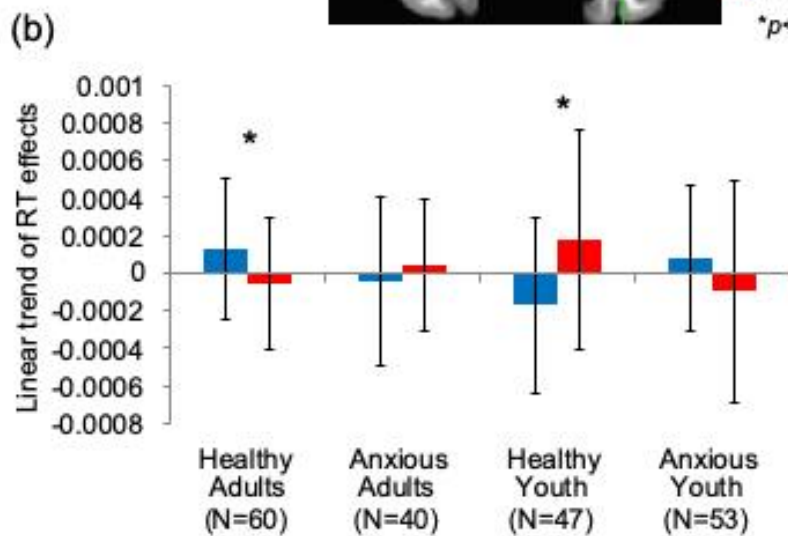 *p<
(b)
Linear trend of RT effects
0.001
0.0008
0.0006
0.0004
0.0002
0
-0.0002
-0.0004
-0.0006
-0.0008
*
*
Healthy
Adults
(N=60)
Anxious
Adults
(N=40)
Healthy
Youth
(N=47)
Anxious
Youth
(N=53)